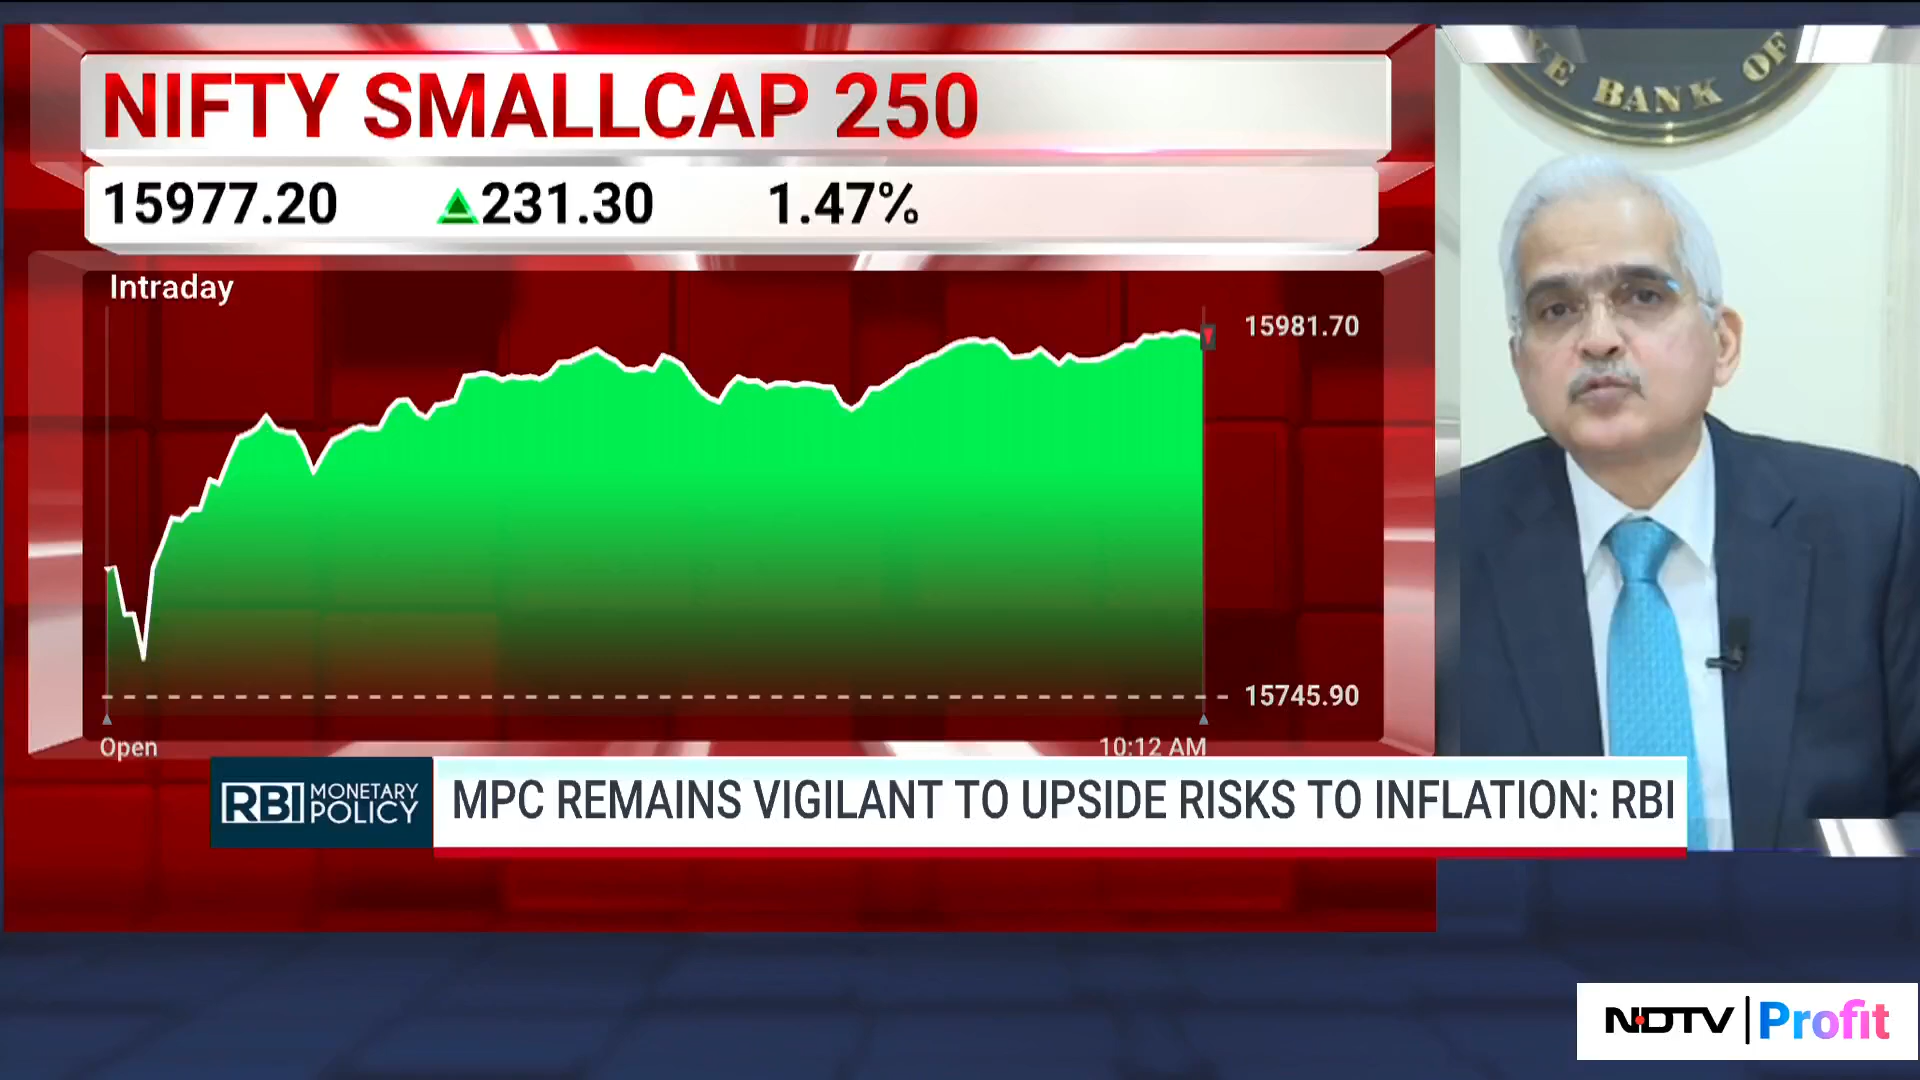 NIFTY SMALLCAP 250
15977.20 231.30 1.47%
Intraday
15981.70
15745.90
Open 10:12 AM
BANK OF
RBI MONETARY POLICY
MPC REMAINS VIGILANT TO UPSIDE RISKS TO INFLATION: RBI
NDTV | Profit